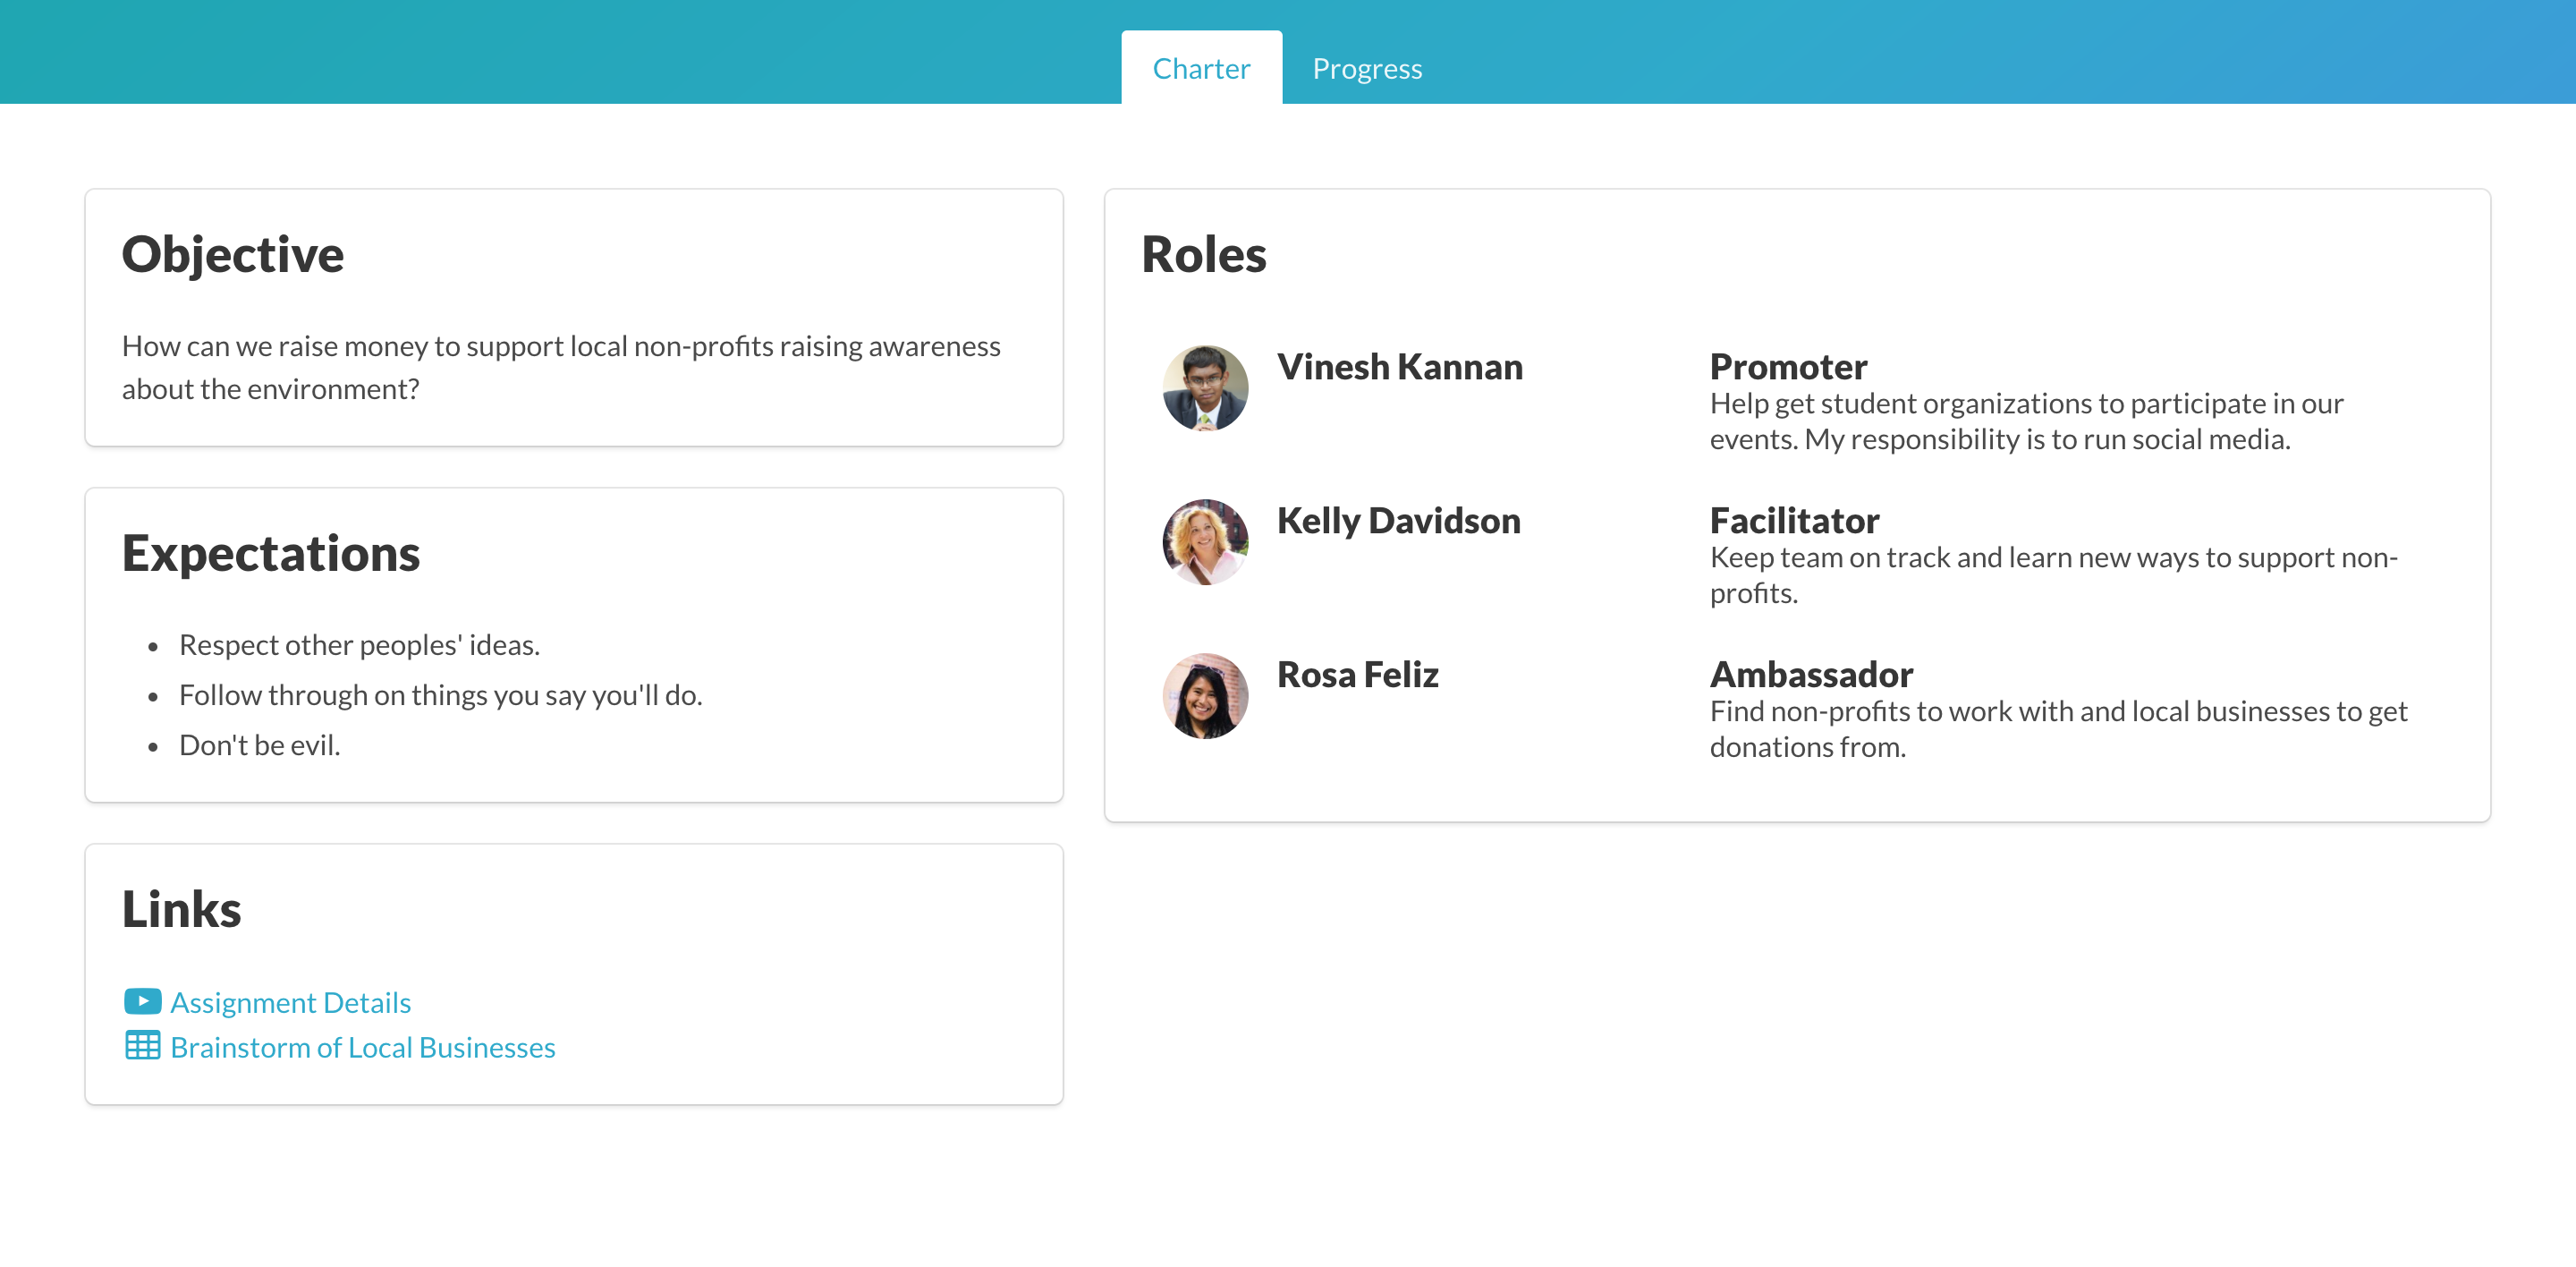 Charter
Progress
Objective
How can we raise money to support local non-profits raising awareness
about the environment?
Expectations
Respect other peoples' ideas.
Follow through on things you say you'll do.
Don't be evil.
Links
Assignment Details
Brainstorm of Local Businesses
Roles
Vinesh Kannan
Promoter
Help get student organizations to participate in our
events. My responsibility is to run social media.
Kelly Davidson
Facilitator
Keep team on track and learn new ways to support non-
profits.
Rosa Feliz
Ambassador
Find non-profits to work with and local businesses to get
donations from.